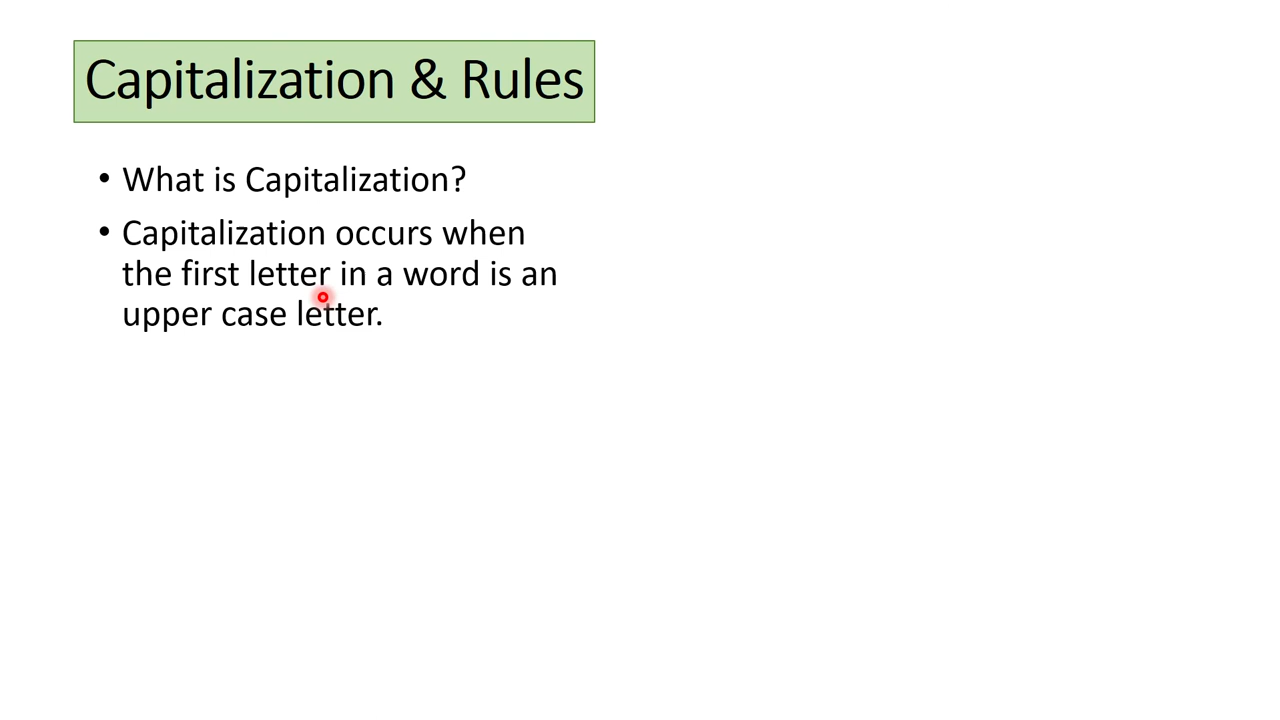 Capitalization & Rules
• What is Capitalization?
• Capitalization occurs when
the first letter in a word is an
upper case letter.